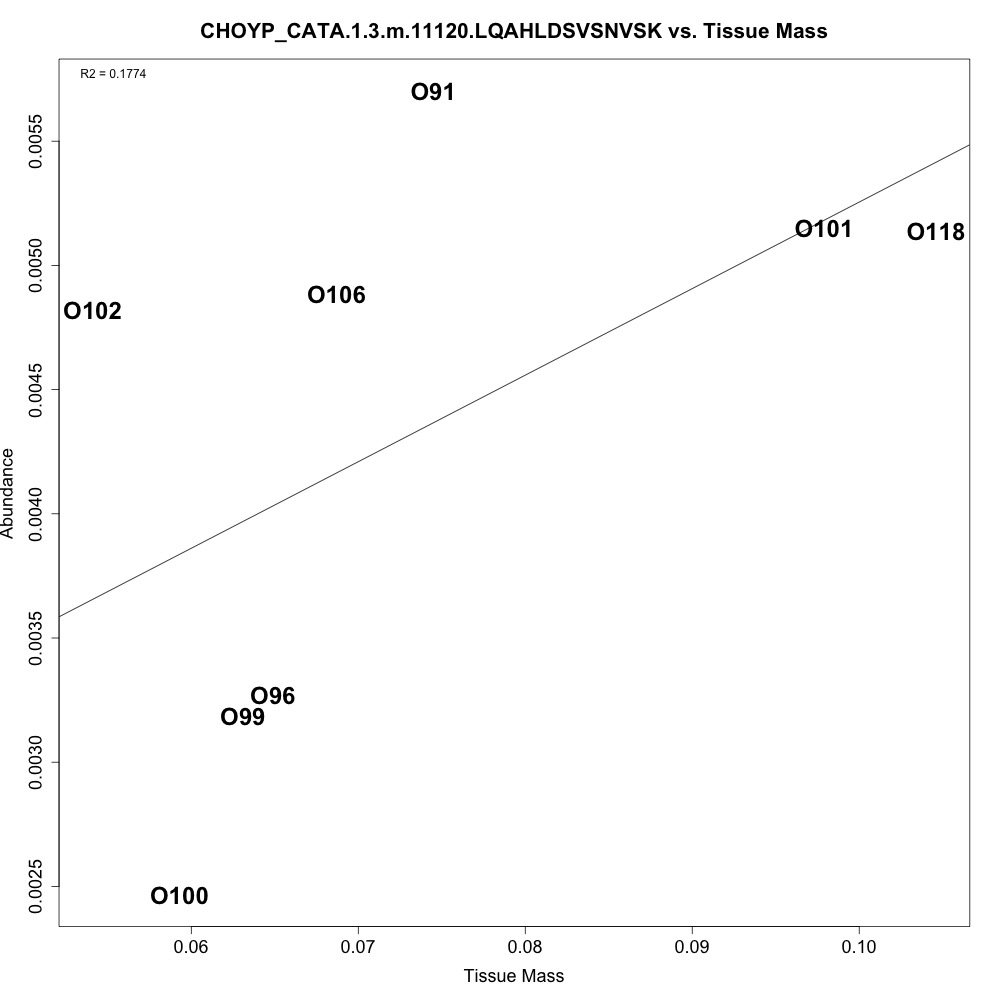 CHOYP_CATA.1.3.m.11120.LQAHLDSVSNVSK vs. Tissue Mass
R2 = 0.1774
O91
O101
O118
O106
O102
O96
O99
O100
Abundance
0.0055
0.0050
0.0045
0.0040
0.0035
0.0030
0.0025
0.06 0.07 0.08 0.09 0.10
Tissue Mass